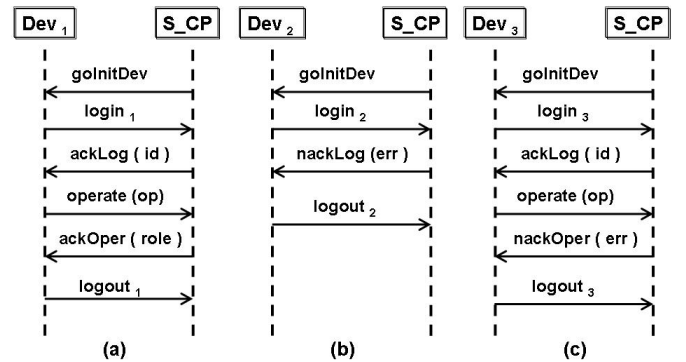 Dev 1 S_CP Dev 2 S_CP Dev 3 S_CP
goInitDev goInitDev goInitDev
login 1 login 2 login 3
ackLog ( id ) nackLog (err ) ackLog ( id )
operate (op) operate (op)
logout 2
ackOper ( role ) nackOper ( err )
logout 1 logout 3
(a) (b) (c)